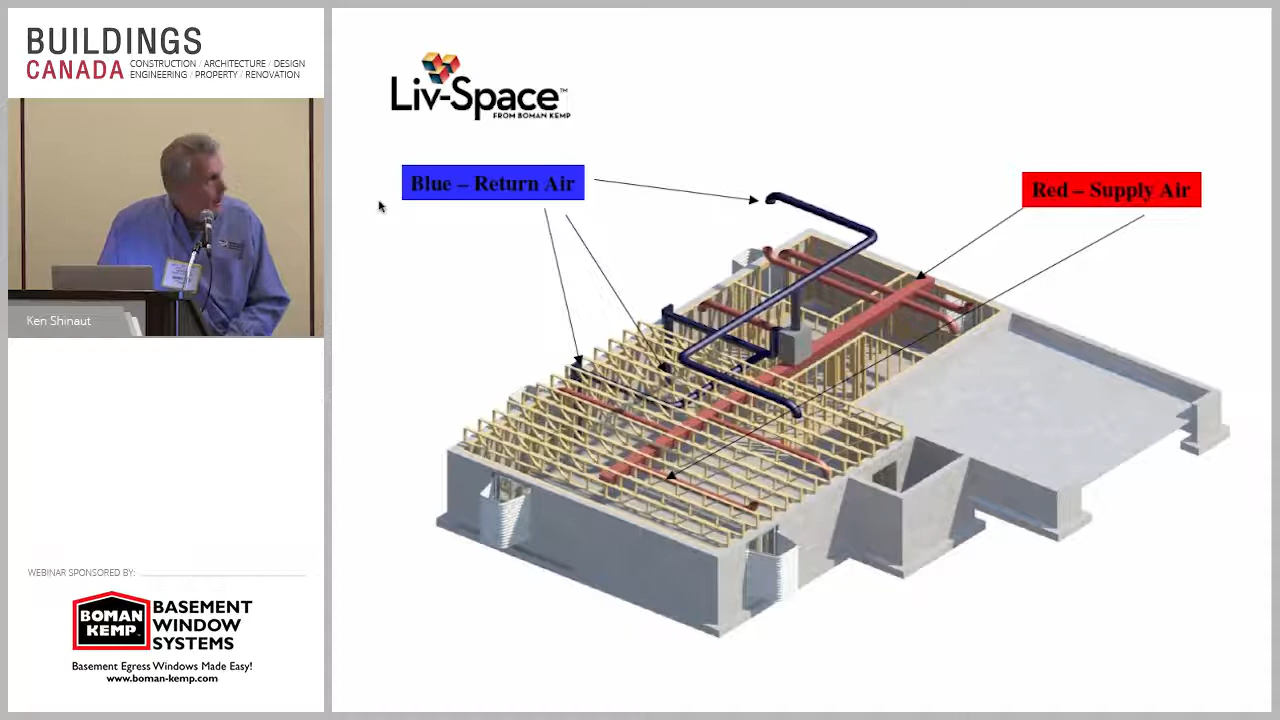 BUILDINGS
CANADA
CONSTRUCTION / ARCHITECTURE / DESIGN
ENGINEERING / PROPERTY / RENOVATION
Ken Shinaut
WEBINAR SPONSORED BY:
BOMAN
KEMP
BASEMENT
WINDOW
SYSTEMS
Basement Egress Windows Made Easy!
www.boman-kemp.com
Liv-Space™
FROM BOMAN KEMP
Blue – Return Air
Red – Supply Air